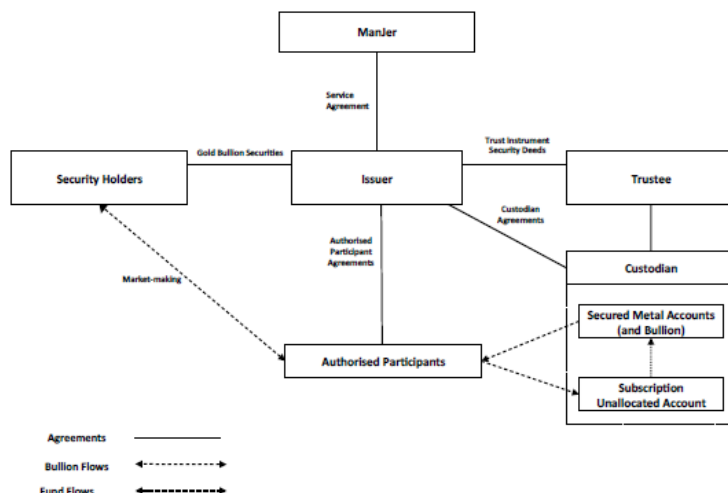 ManJer
Service
Agreement
Gold Bullion Securities
Trust Instrument
Security Deeds
Security Holders
Issuer
Trustee
Custodian
Agreements
Authorised
Participant
Agreements
Market-making
Custodian
Secured Metal Accounts
(and Bullion)
Authorised Participants
Subscription
Unallocated Account
Agreements
Bullion Flows
Fund Flows